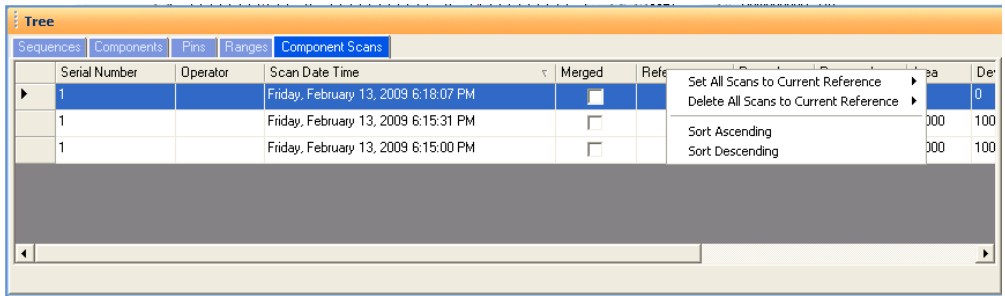 Tree
Sequences Components Pins Ranges Component Scans
Serial Number Operator Scan Date Time Merged
Set All Scans to Current Reference
1 Friday, February 13, 2009 6:18:07 PM 0
Delete All Scans to Current Reference
1 Friday, February 13, 2009 6:15:31 PM 000 100
Sort Ascending
1 Friday, February 13, 2009 6:15:00 PM 000 100
Sort Descending